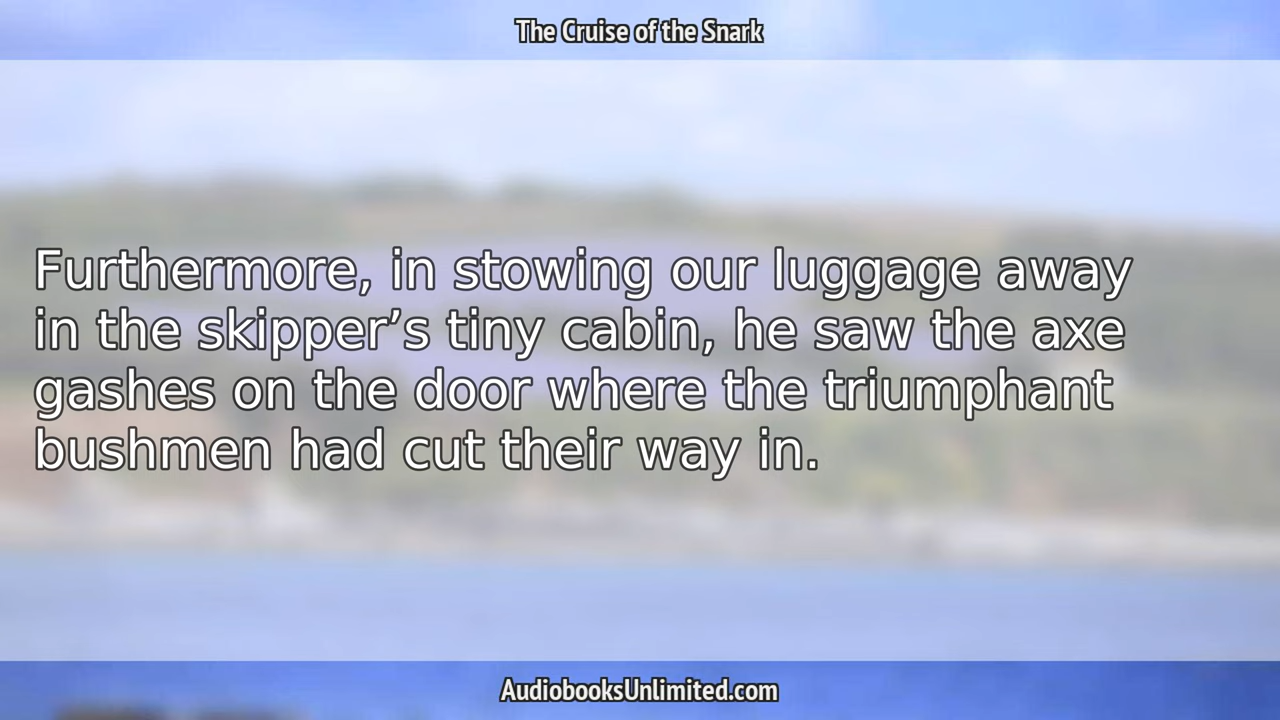 The Cruise of the Snark
Furthermore, in stowing our luggage away
in the skipper’s tiny cabin, he saw the axe
gashes on the door where the triumphant
bushmen had cut their way in.
AudiobooksUnlimited.com